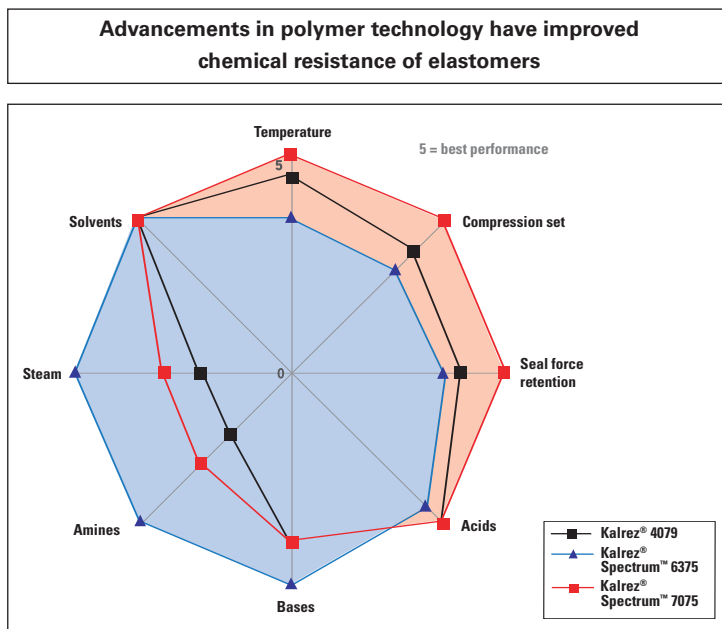 Advancements in polymer technology have improved
chemical resistance of elastomers
Temperature
5 = best performance
5
Solvents
Compression set
Steam
0
Seal force
retention
Amines
Acids
Bases
Kalrez® 4079
Kalrez®
Spectrum™ 6375
Kalrez®
Spectrum™ 7075